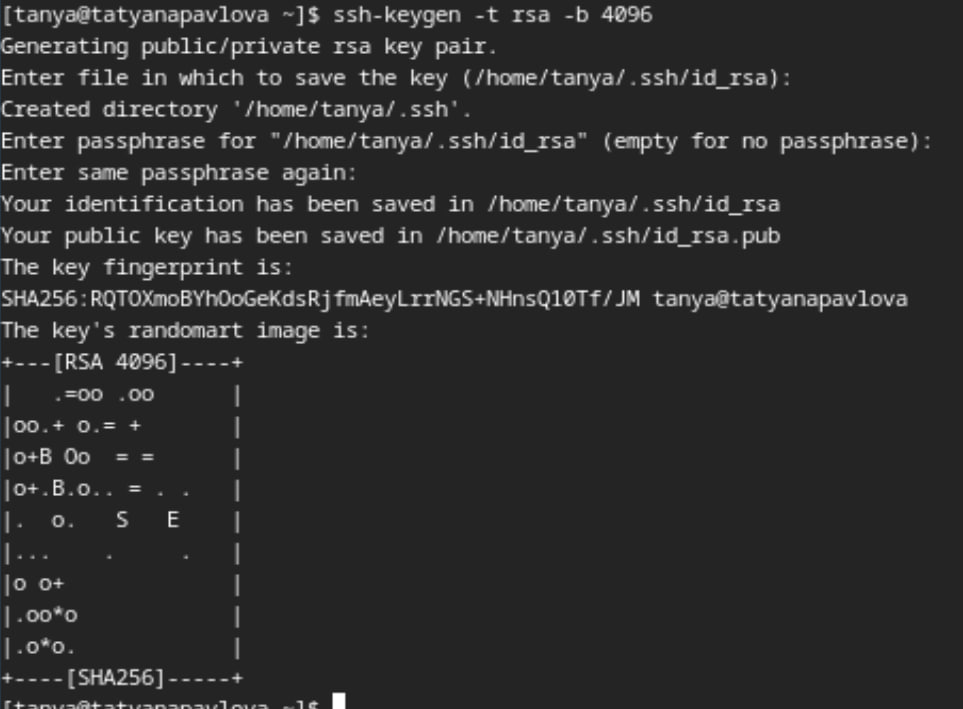 [tanya@tatyanapavlova ~]$ ssh-keygen -t rsa -b 4096
Generating public/private rsa key pair.
Enter file in which to save the key (/home/tanya/.ssh/id_rsa):
Created directory '/home/tanya/.ssh'.
Enter passphrase for "/home/tanya/.ssh/id_rsa" (empty for no passphrase):
Enter same passphrase again:
Your identification has been saved in /home/tanya/.ssh/id_rsa
Your public key has been saved in /home/tanya/.ssh/id_rsa.pub
The key fingerprint is:
SHA256:RQTOXmoBYhOoGeKdsRjfmAeyLrrNGS+NHnsQ10Tf/JM tanya@tatyanapavlova
The key's randomart image is:
+---[RSA 4096]----+
|   .=oo .oo      |
|oo.+ o.= +       |
|o+B Oo  = =      |
|o+.B.o.. = . .   |
|.  o.   S   E    |
|...    .     .   |
|o o+             |
|.oo*o            |
|.o*o.            |
+----[SHA256]-----+
[tanya@tatyanapavlova ~]$